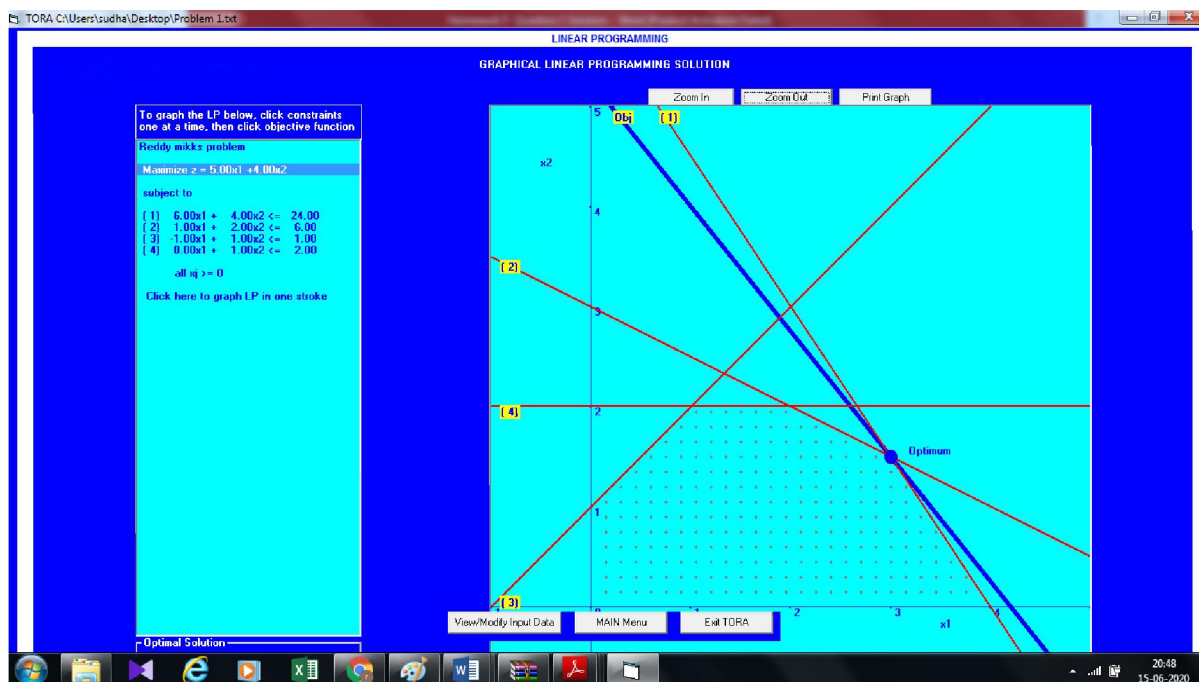 TORA C:\Users\sudha\Desktop\Problem 1.txt
LINEAR PROGRAMMING
GRAPHICAL LINEAR PROGRAMMING SOLUTION
Zoom In Zoom Out Print Graph
To graph the LP below, click constraints
one at a time, then click objective function
Reddy mikks problem
Maximize z = 5.00x1 +4.00x2
subject to
( 1) 6.00x1 + 4.00x2 <= 24.00
( 2) 1.00x1 + 2.00x2 <= 6.00
( 3) -1.00x1 + 1.00x2 <= 1.00
( 4) 0.00x1 + 1.00x2 <= 2.00
all xj >= 0
Click here to graph LP in one stroke
Optimal Solution
5 Obj ( 1)
x2
4
( 2)
3
( 4) 2
Optimum
1
( 3)
2 3 4
x1
View/Modify Input Data MAIN Menu Exit TORA
20:48
15-06-2020